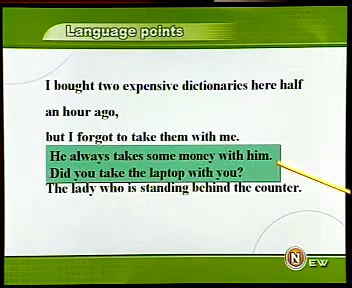 Language points
I bought two expensive dictionaries here half
an hour ago,
but I forgot to take them with me.
He always takes some money with him.
Did you take the laptop with you?
The lady who is standing behind the counter.
NEW